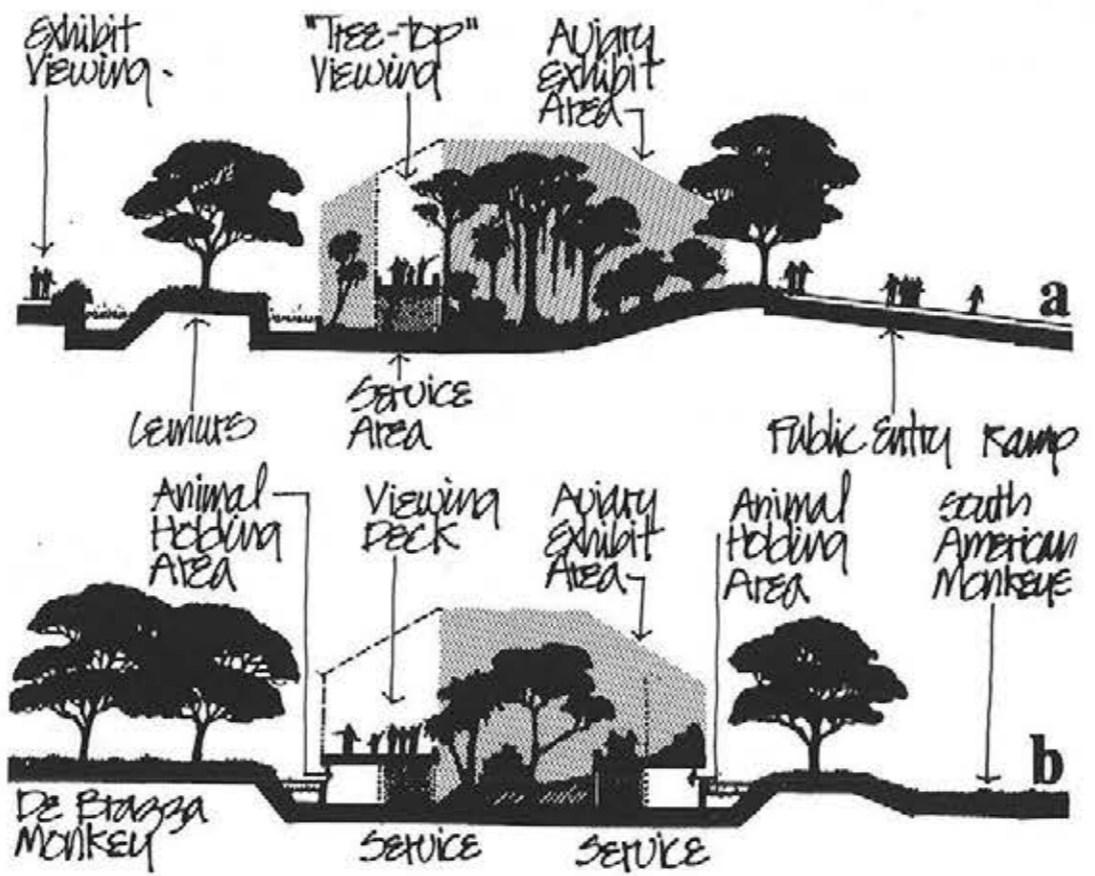 Exhibit
Viewing.
"Tree-top"
Viewing
Aviary
Exhibit
Area
a
Lemurs
Service
Area
Public Entry Ramp
Animal
Holding
Area
Viewing
Deck
Aviary
Exhibit
Area
Animal
Holding
Area
South
American
Monkeys
b
De Brazza
Monkey
Service
Service